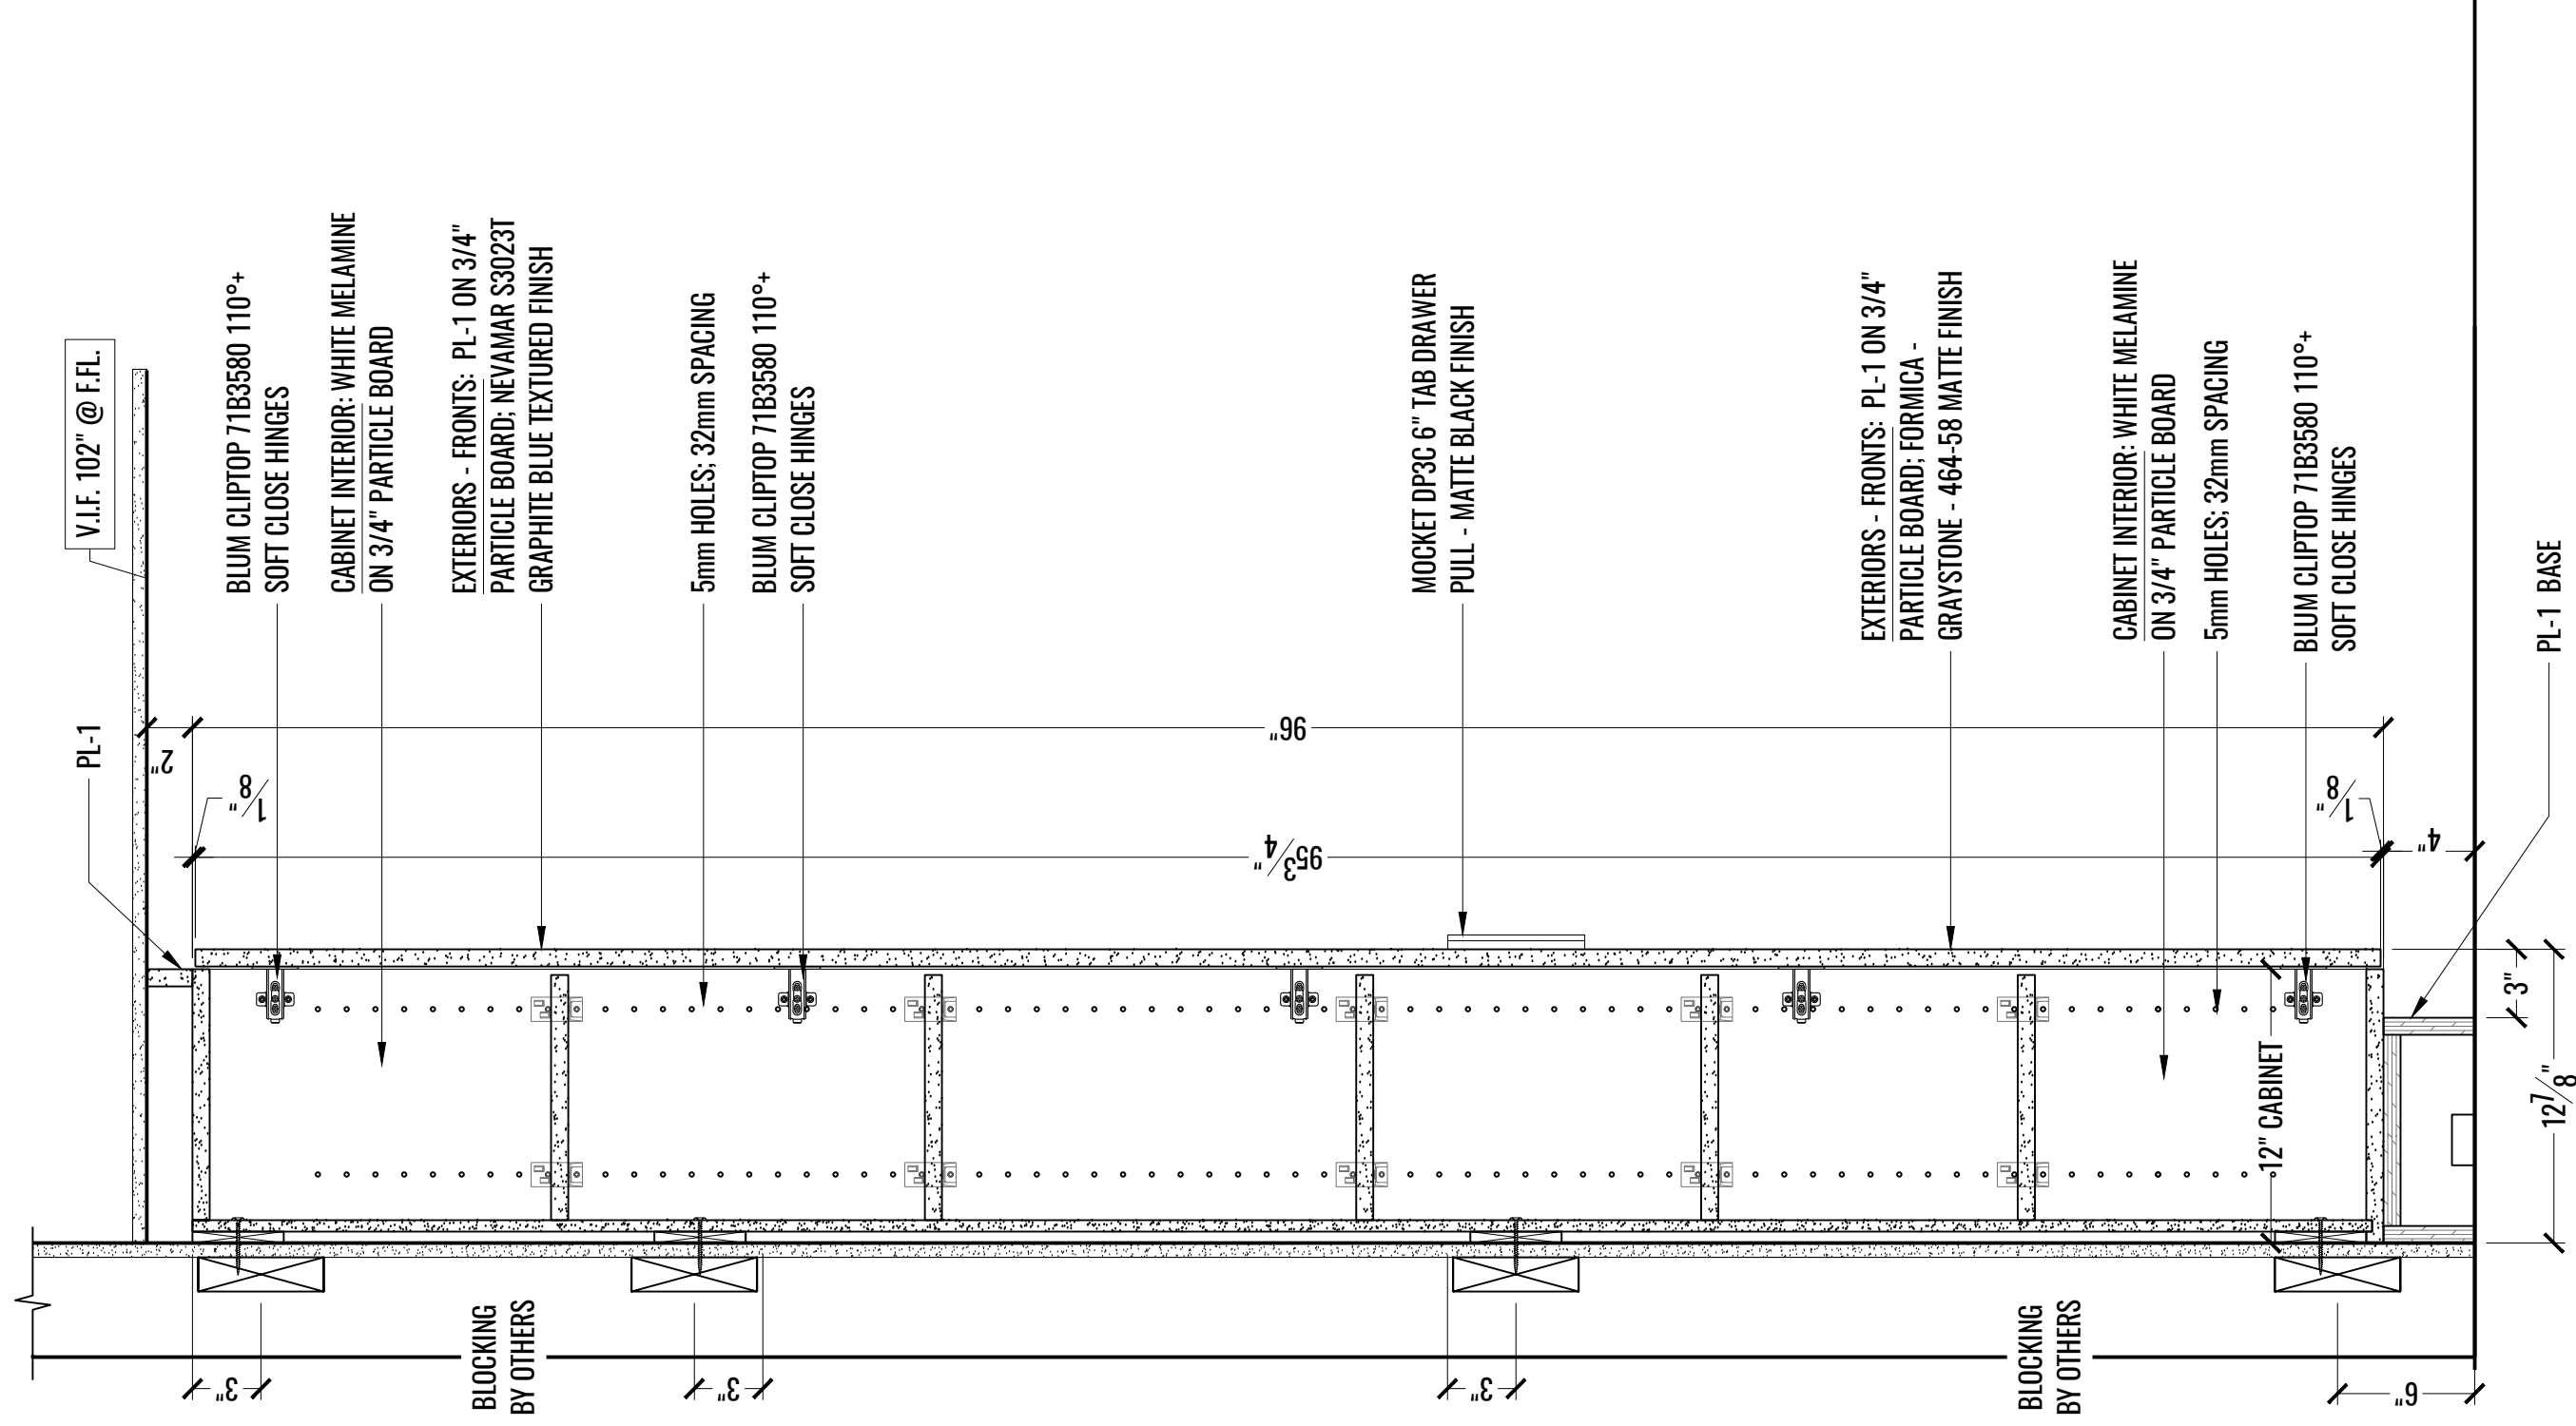 V.I.F. 102" @ F.FL.
PL-1
BLUM CLIPTOP 71B3580 110°+
SOFT CLOSE HINGES
CABINET INTERIOR: WHITE MELAMINE
ON 3/4" PARTICLE BOARD
EXTERIORS - FRONTS: PL-1 ON 3/4"
PARTICLE BOARD; NEVAMAR S3023T
GRAPHITE BLUE TEXTURED FINISH
5mm HOLES; 32mm SPACING
BLUM CLIPTOP 71B3580 110°+
SOFT CLOSE HINGES
MOCKET DP3C 6" TAB DRAWER
PULL - MATTE BLACK FINISH
EXTERIORS - FRONTS: PL-1 ON 3/4"
PARTICLE BOARD; FORMICA -
GRAYSTONE - 464-58 MATTE FINISH
CABINET INTERIOR: WHITE MELAMINE
ON 3/4" PARTICLE BOARD
5mm HOLES; 32mm SPACING
BLUM CLIPTOP 71B3580 110°+
SOFT CLOSE HINGES
PL-1 BASE
2"
96"
1/8"
95 3/4"
1/8"
4"
3"
12 7/8"
12" CABINET
BLOCKING
BY OTHERS
BLOCKING
BY OTHERS
3"
3"
3"
6"